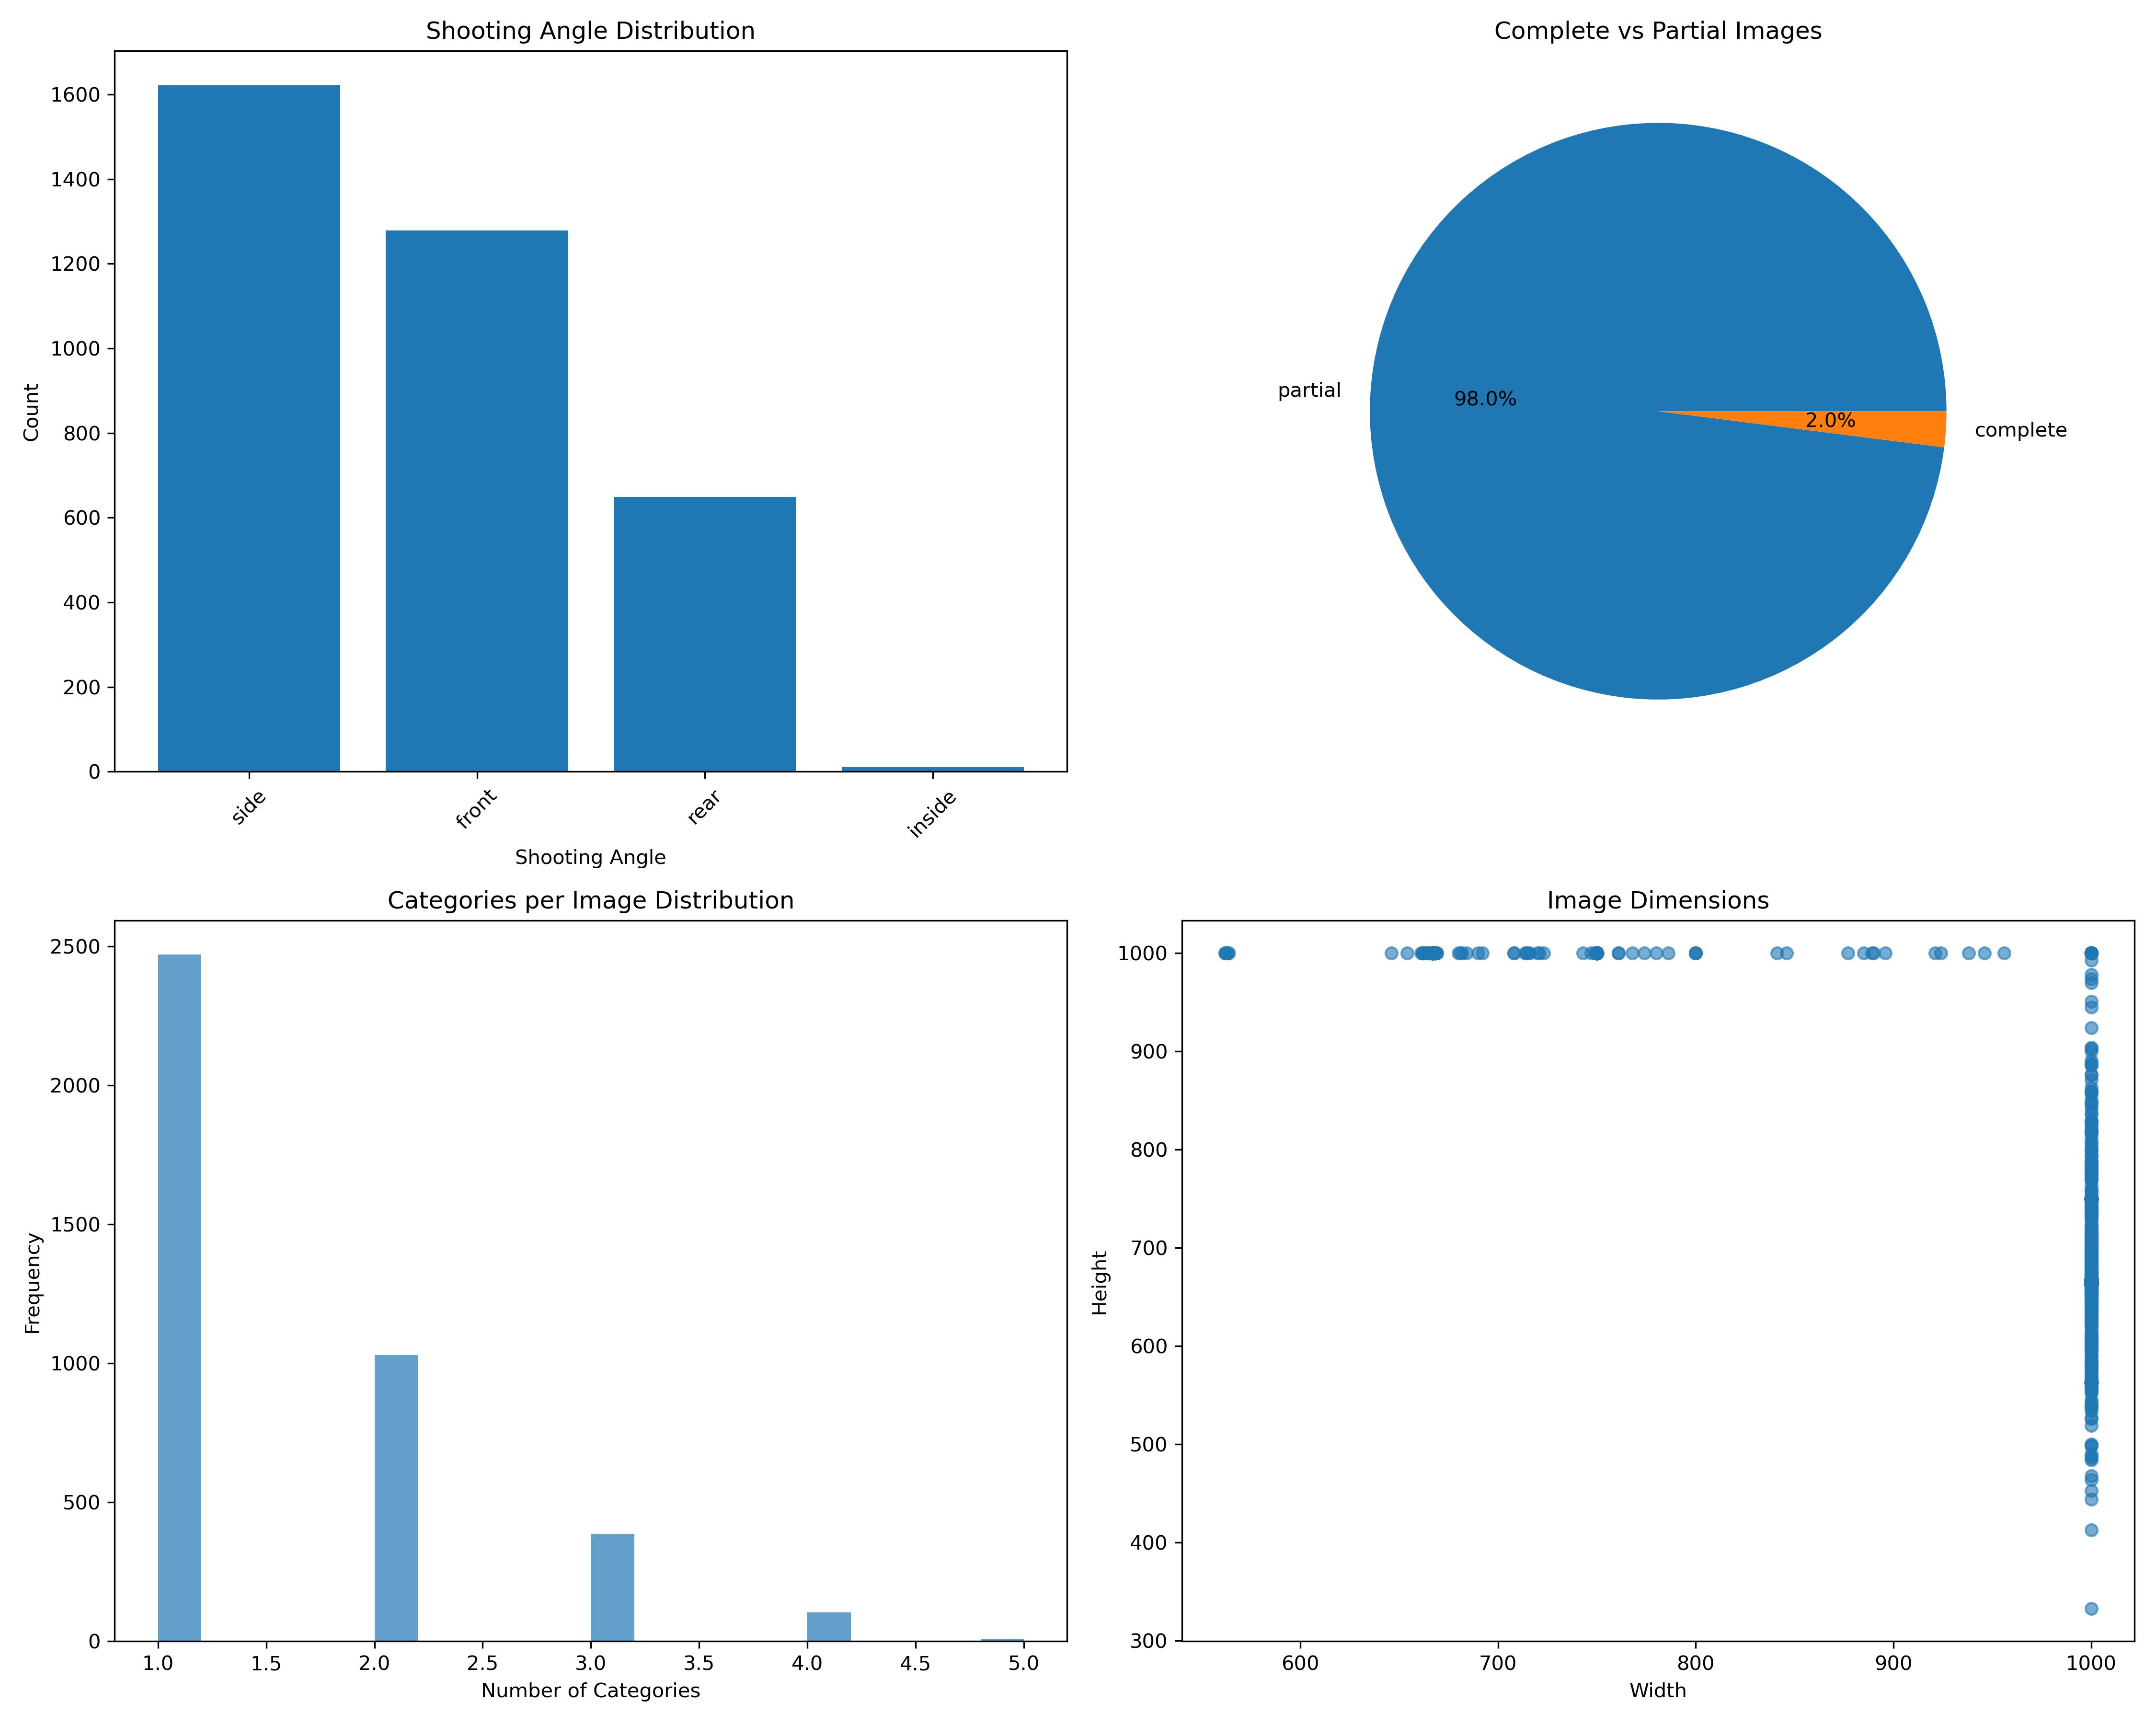 Shooting Angle Distribution
1600
1400
1200
1000
800
600
400
200
0
Count
side
front
rear
inside
Shooting Angle
Complete vs Partial Images
partial
98.0%
2.0%
complete
Categories per Image Distribution
2500
2000
1500
1000
500
0
Frequency
1.0 1.5 2.0 2.5 3.0 3.5 4.0 4.5 5.0
Number of Categories
Image Dimensions
1000
900
800
700
600
500
400
300
Height
600 700 800 900 1000
Width